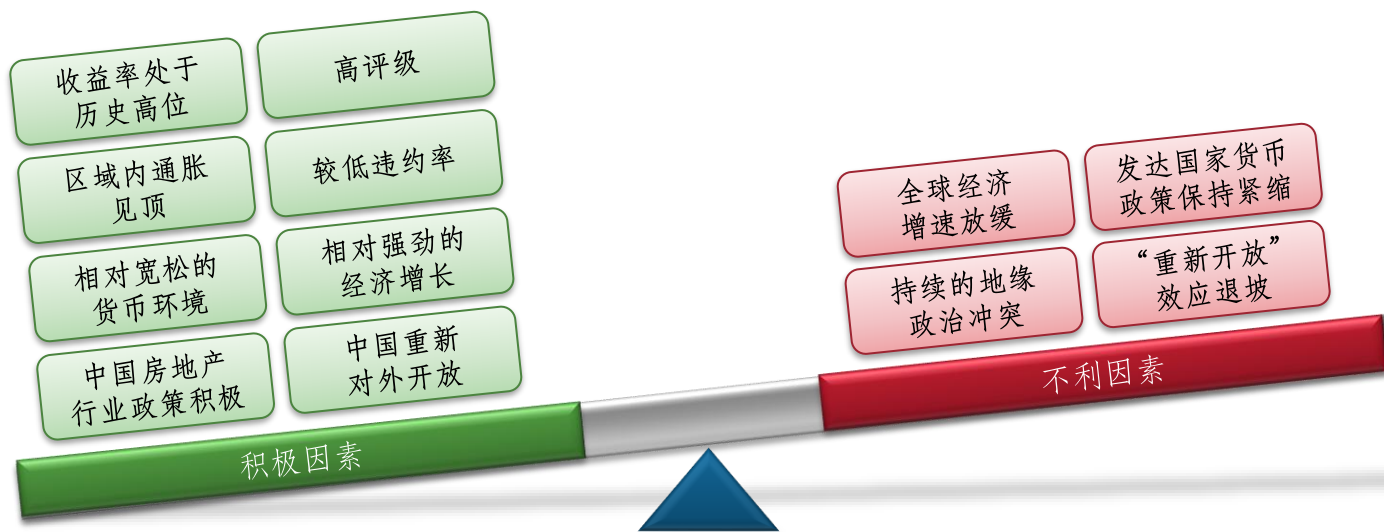 收益率处于
历史高位
高评级
区域内通胀
见顶
较低违约率
相对宽松的
货币环境
相对强劲的
经济增长
中国房地产
行业政策积极
中国重新
对外开放
积极因素
全球经济
增速放缓
发达国家货币
政策保持紧缩
持续的地缘
政治冲突
“重新开放”
效应退坡
不利因素